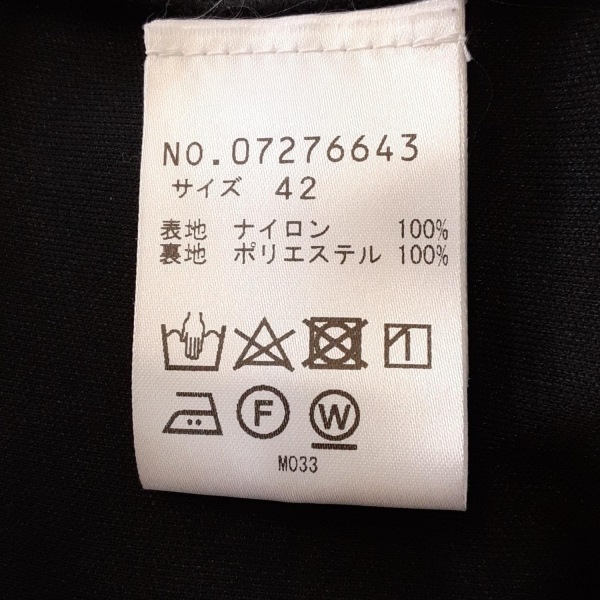 NO.07276643
サイズ 42
表地 ナイロン 100%
裏地 ポリエステル 100%
F W
M033